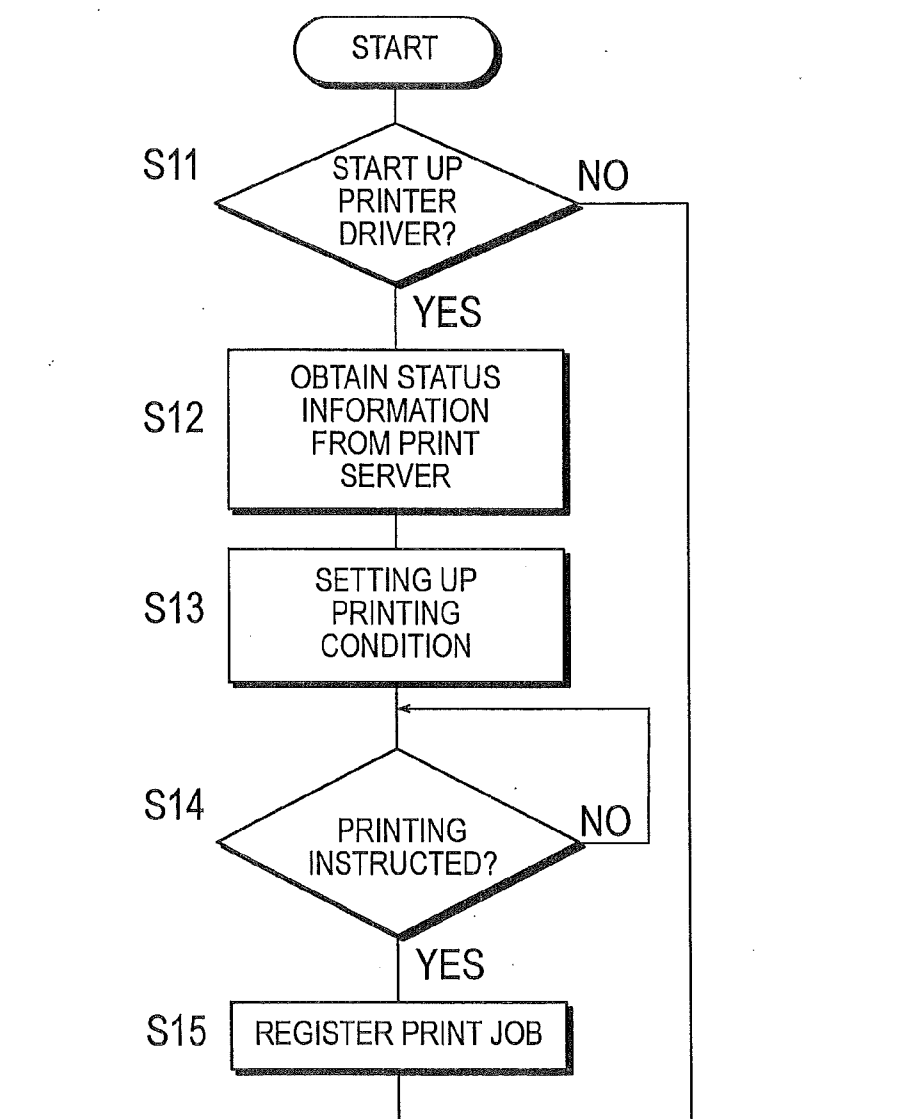 START
S11
START UP
PRINTER
DRIVER?
NO
YES
S12
OBTAIN STATUS
INFORMATION
FROM PRINT
SERVER
S13
SETTING UP
PRINTING
CONDITION
S14
PRINTING
INSTRUCTED?
NO
YES
S15
REGISTER PRINT JOB